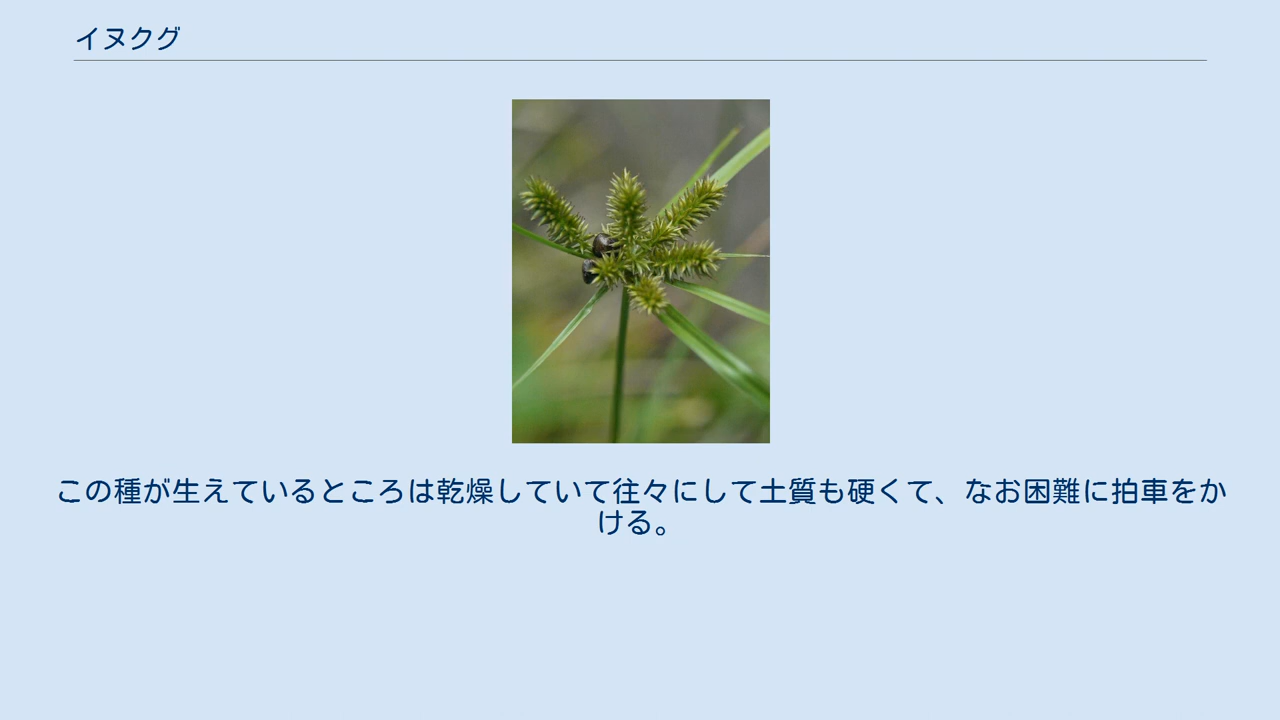 イヌクグ
この種が生えているところは乾燥していて往々にして土質も硬くて、なお困難に拍車をか
ける。